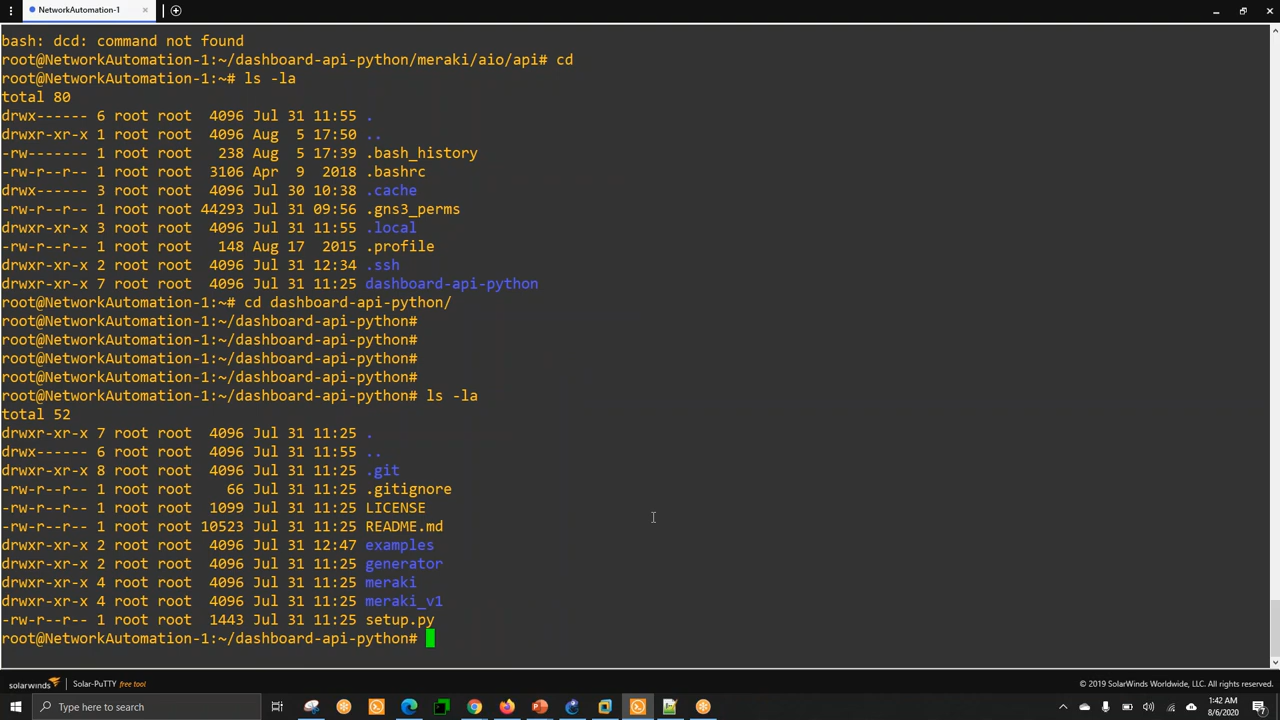 NetworkAutomation-1
bash: dcd: command not found
root@NetworkAutomation-1:~/dashboard-api-python/meraki/aio/api# cd
root@NetworkAutomation-1:~# ls -la
total 80
drwx------ 6 root root  4096 Jul 31 11:55 .
drwxr-xr-x 1 root root  4096 Aug  5 17:50 ..
-rw------- 1 root root   238 Aug  5 17:39 .bash_history
-rw-r--r-- 1 root root  3106 Apr  9  2018 .bashrc
drwx------ 3 root root  4096 Jul 30 10:38 .cache
-rw-r--r-- 1 root root 44293 Jul 31 09:56 .gns3_perms
drwxr-xr-x 3 root root  4096 Jul 31 11:55 .local
-rw-r--r-- 1 root root   148 Aug 17  2015 .profile
drwxr-xr-x 2 root root  4096 Jul 31 12:34 .ssh
drwxr-xr-x 7 root root  4096 Jul 31 11:25 dashboard-api-python
root@NetworkAutomation-1:~# cd dashboard-api-python/
root@NetworkAutomation-1:~/dashboard-api-python#
root@NetworkAutomation-1:~/dashboard-api-python#
root@NetworkAutomation-1:~/dashboard-api-python#
root@NetworkAutomation-1:~/dashboard-api-python#
root@NetworkAutomation-1:~/dashboard-api-python# ls -la
total 52
drwxr-xr-x 7 root root  4096 Jul 31 11:25 .
drwx------ 6 root root  4096 Jul 31 11:55 ..
drwxr-xr-x 8 root root  4096 Jul 31 11:25 .git
-rw-r--r-- 1 root root    66 Jul 31 11:25 .gitignore
-rw-r--r-- 1 root root  1099 Jul 31 11:25 LICENSE
-rw-r--r-- 1 root root 10523 Jul 31 11:25 README.md
drwxr-xr-x 2 root root  4096 Jul 31 12:47 examples
drwxr-xr-x 2 root root  4096 Jul 31 11:25 generator
drwxr-xr-x 4 root root  4096 Jul 31 11:25 meraki
drwxr-xr-x 4 root root  4096 Jul 31 11:25 meraki_v1
-rw-r--r-- 1 root root  1443 Jul 31 11:25 setup.py
root@NetworkAutomation-1:~/dashboard-api-python#
solarwinds Solar-PuTTY free tool © 2019 SolarWinds Worldwide, LLC. All rights reserved.
Type here to search
1:42 AM
8/6/2020